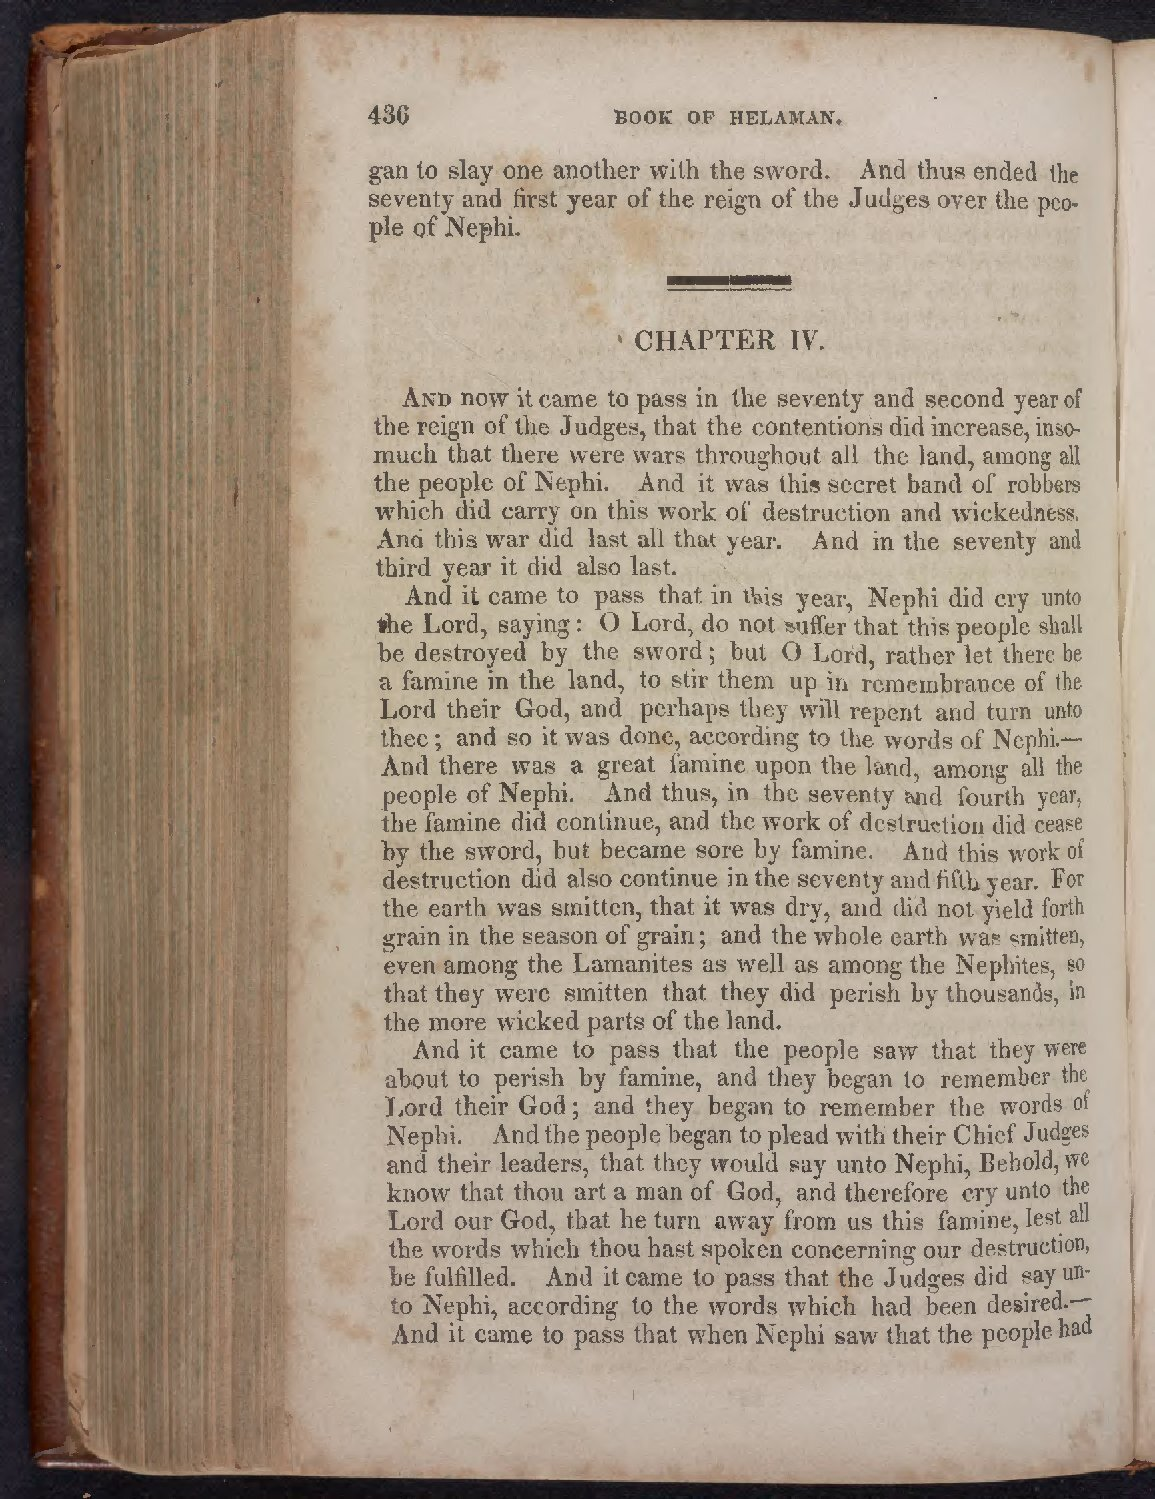 436 BOOK OF HELAMAN.
gan to slay one another with the sword. And thus ended the
seventy and first year of the reign of the Judges over the peo-
ple of Nephi.
CHAPTER IV.
And now it came to pass in the seventy and second year of
the reign of the Judges, that the contentions did increase, inso-
much that there were wars throughout all the land, among all
the people of Nephi. And it was this secret band of robbers
which did carry on this work of destruction and wickedness.
And this war did last all that year. And in the seventy and
third year it did also last.
And it came to pass that in this year, Nephi did cry unto
the Lord, saying: O Lord, do not suffer that this people shall
be destroyed by the sword; but O Lord, rather let there be
a famine in the land, to stir them up in remembrance of the
Lord their God, and perhaps they will repent and turn unto
thee; and so it was done, according to the words of Nephi.—
And there was a great famine upon the land, among all the
people of Nephi. And thus, in the seventy and fourth year,
the famine did continue, and the work of destruction did cease
by the sword, but became sore by famine. And this work of
destruction did also continue in the seventy and fifth year. For
the earth was smitten, that it was dry, and did not yield forth
grain in the season of grain; and the whole earth was smitten,
even among the Lamanites as well as among the Nephites, so
that they were smitten that they did perish by thousands, in
the more wicked parts of the land.
And it came to pass that the people saw that they were
about to perish by famine, and they began to remember the
Lord their God; and they began to remember the words of
Nephi. And the people began to plead with their Chief Judges
and their leaders, that they would say unto Nephi, Behold, we
know that thou art a man of God, and therefore cry unto the
Lord our God, that he turn away from us this famine, lest all
the words which thou hast spoken concerning our destruction,
be fulfilled. And it came to pass that the Judges did say un-
to Nephi, according to the words which had been desired.—
And it came to pass that when Nephi saw that the people had